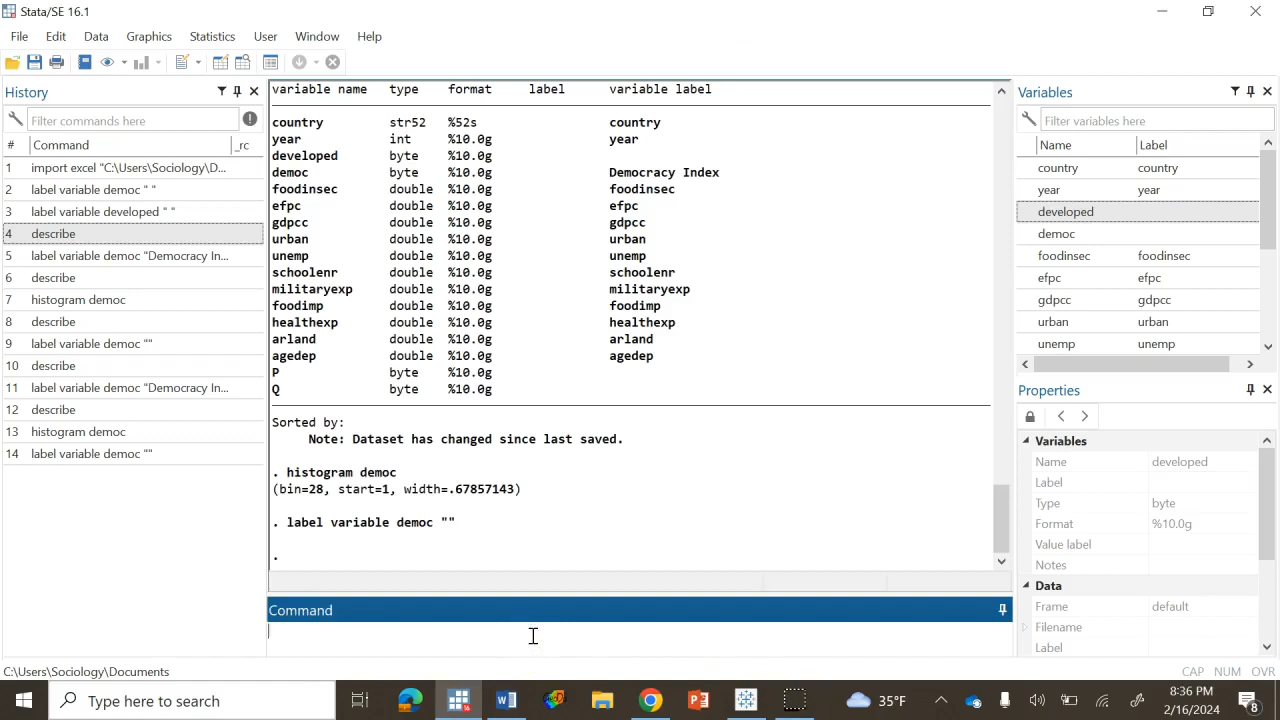 Stata/SE 16.1
File Edit Data Graphics Statistics User Window Help
History
Filter commands here
# Command _rc
1 import excel "C:\Users\Sociology\D...
2 label variable democ " "
3 label variable developed " "
4 describe
5 label variable democ "Democracy In...
6 describe
7 histogram democ
8 describe
9 label variable democ ""
10 describe
11 label variable democ "Democracy In...
12 describe
13 histogram democ
14 label variable democ ""
variable name type format label variable label
country str52 %52s country
year int %10.0g year
developed byte %10.0g
democ byte %10.0g Democracy Index
foodinsec double %10.0g foodinsec
efpc double %10.0g efpc
gdpcc double %10.0g gdpcc
urban double %10.0g urban
unemp double %10.0g unemp
schoolenr double %10.0g schoolenr
militaryexp double %10.0g militaryexp
foodimp double %10.0g foodimp
healthexp double %10.0g healthexp
arland double %10.0g arland
agedep double %10.0g agedep
P byte %10.0g
Q byte %10.0g
Sorted by:
Note: Dataset has changed since last saved.
. histogram democ
(bin=28, start=1, width=.67857143)
. label variable democ ""
.
Command
Variables
Filter variables here
Name Label
country country
year year
developed
democ
foodinsec foodinsec
efpc efpc
gdpcc gdpcc
urban urban
unemp unemp
Properties
Variables
Name developed
Label
Type byte
Format %10.0g
Value label
Notes
Data
Frame default
Filename
Label
C:\Users\Sociology\Documents
CAP NUM OVR
Type here to search
35°F
8:36 PM
2/16/2024
8